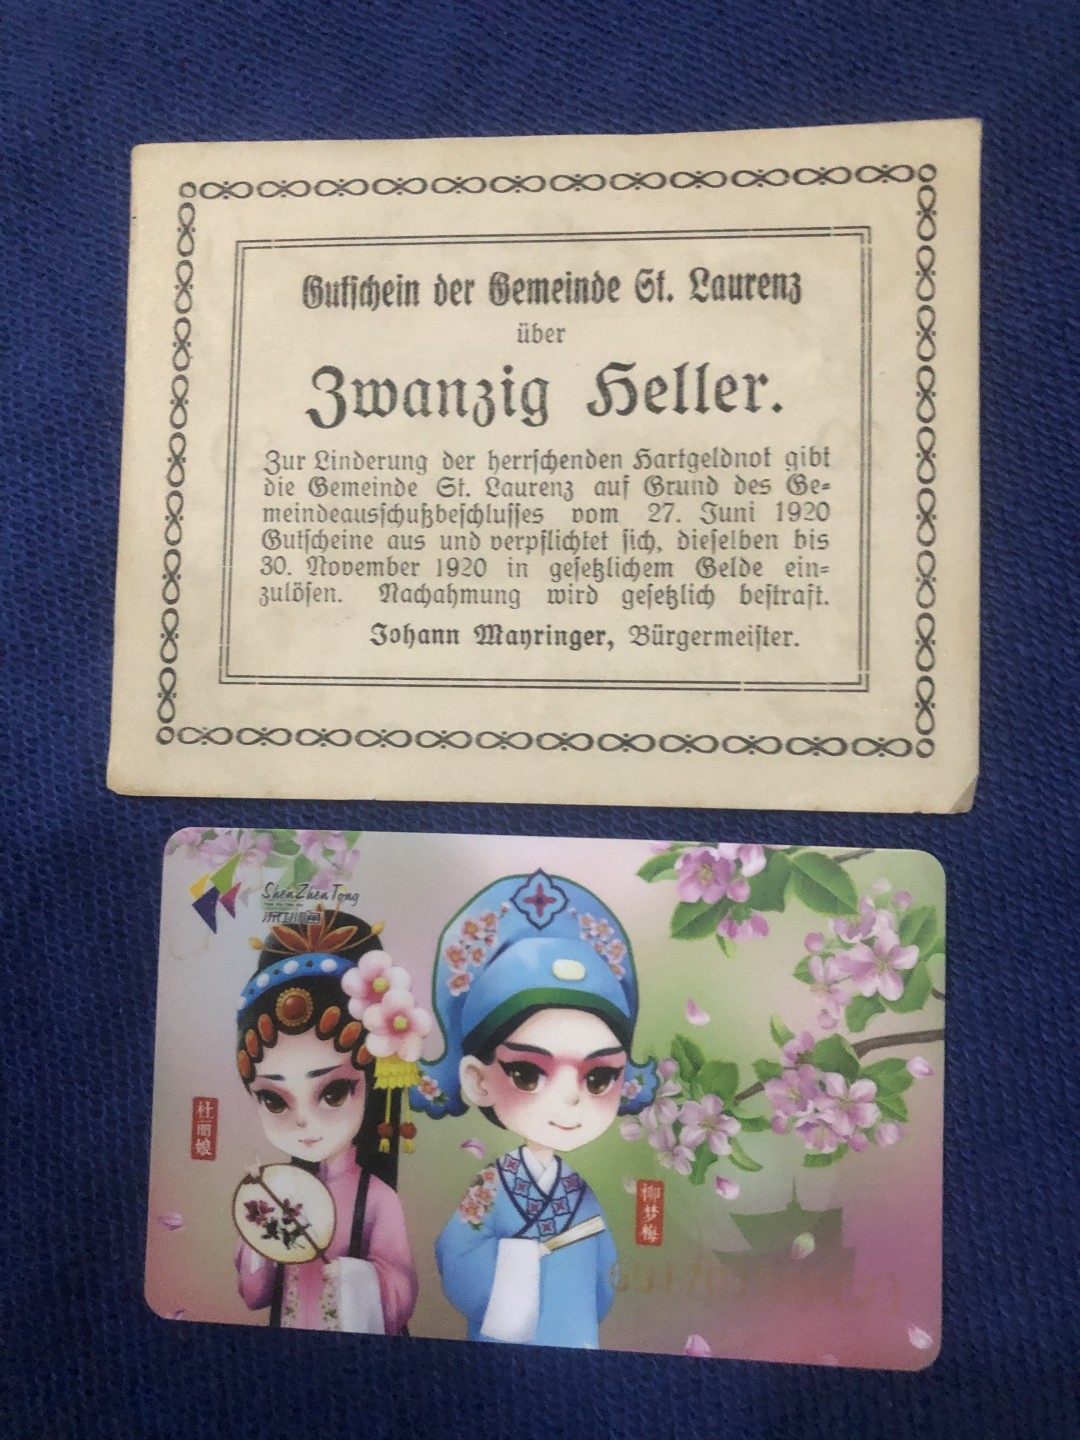 Gutschein der Gemeinde St. Laurenz
über
Zwanzig Heller.
Zur Linderung der herrschenden Hartgeldnot gibt
die Gemeinde St. Laurenz auf Grund des Ge-
meindeausschußbeschlusses vom 27. Juni 1920
Gutscheine aus und verpflichtet sich, dieselben bis
30. November 1920 in gesetzlichem Gelde ein-
zulösen. Nachahmung wird gesetzlich bestraft.
Johann Mayringer, Bürgermeister.
ShenZhenTong
深圳通
杜丽娘
柳梦梅